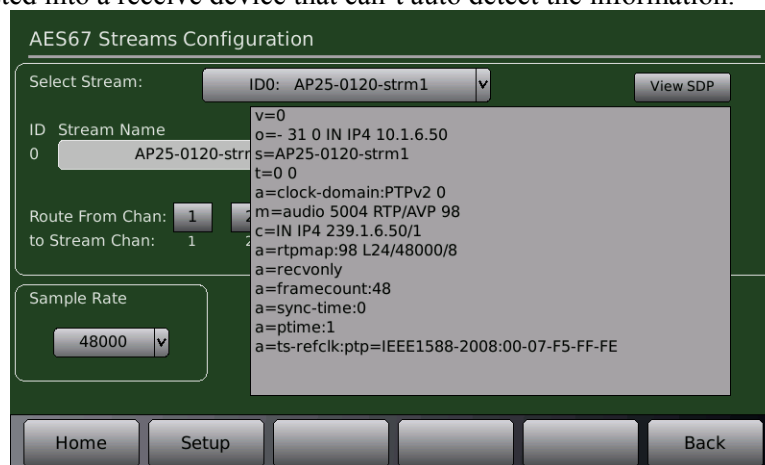 ted into a receive device that can't auto detect the information.
AES67 Streams Configuration
Select Stream: ID0: AP25-0120-strm1 View SDP
ID Stream Name
0 AP25-0120-strr
Route From Chan: 1 2
to Stream Chan: 1 2
v=0
o=- 31 0 IN IP4 10.1.6.50
s=AP25-0120-strm1
t=0 0
a=clock-domain:PTPv2 0
m=audio 5004 RTP/AVP 98
c=IN IP4 239.1.6.50/1
a=rtpmap:98 L24/48000/8
a=recvonly
a=framecount:48
a=sync-time:0
a=ptime:1
a=ts-refclk:ptp=IEEE1588-2008:00-07-F5-FF-FE
Sample Rate
48000
Home Setup Back